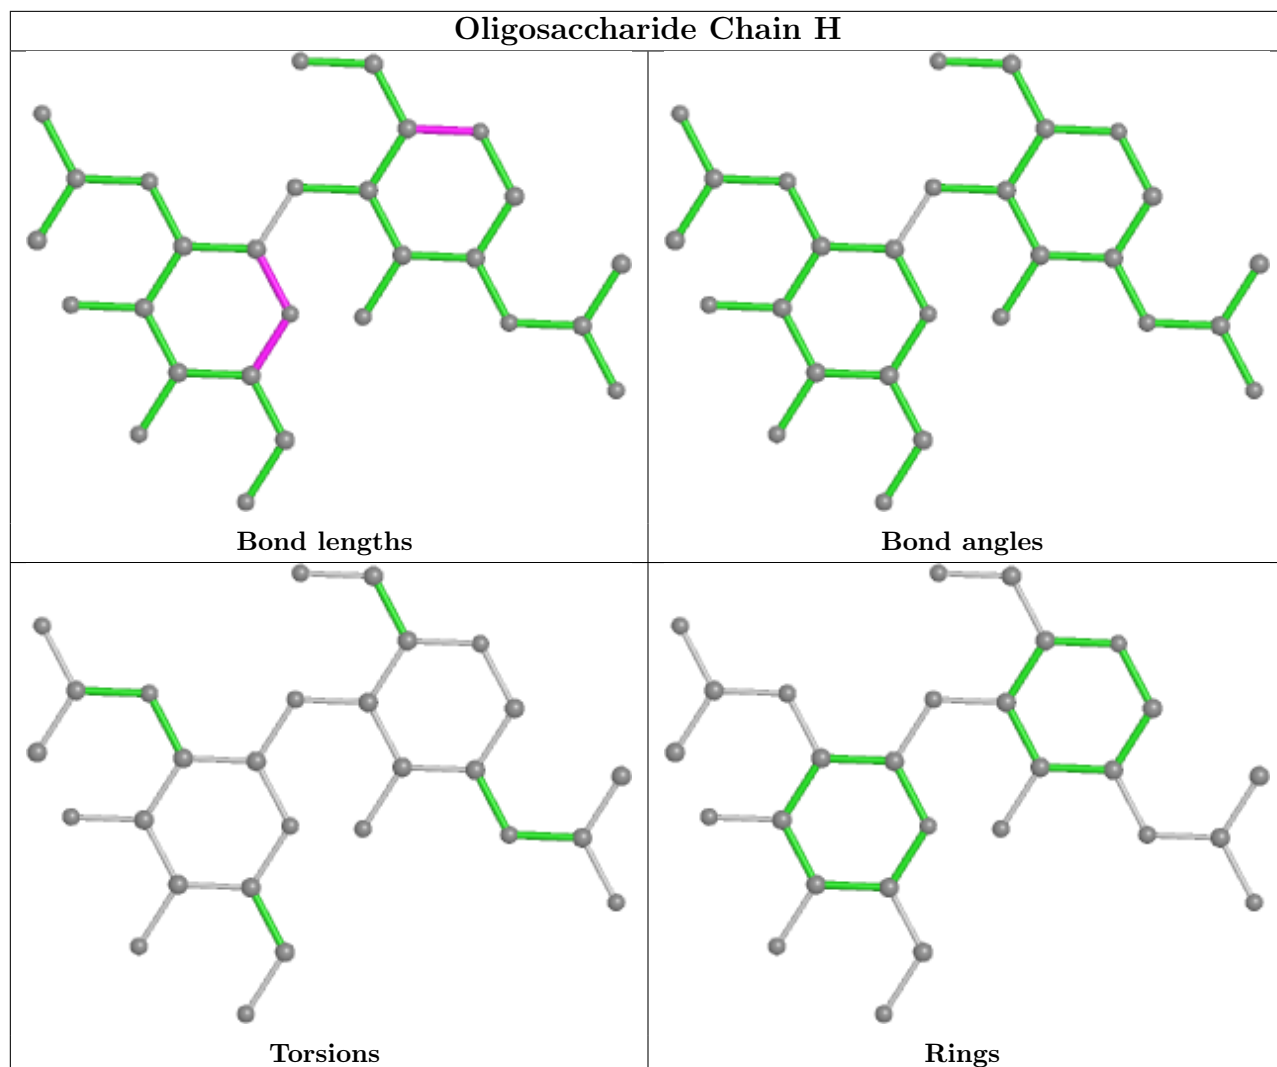 Oligosaccharide Chain H
Bond lengths
Bond angles
Torsions
Rings